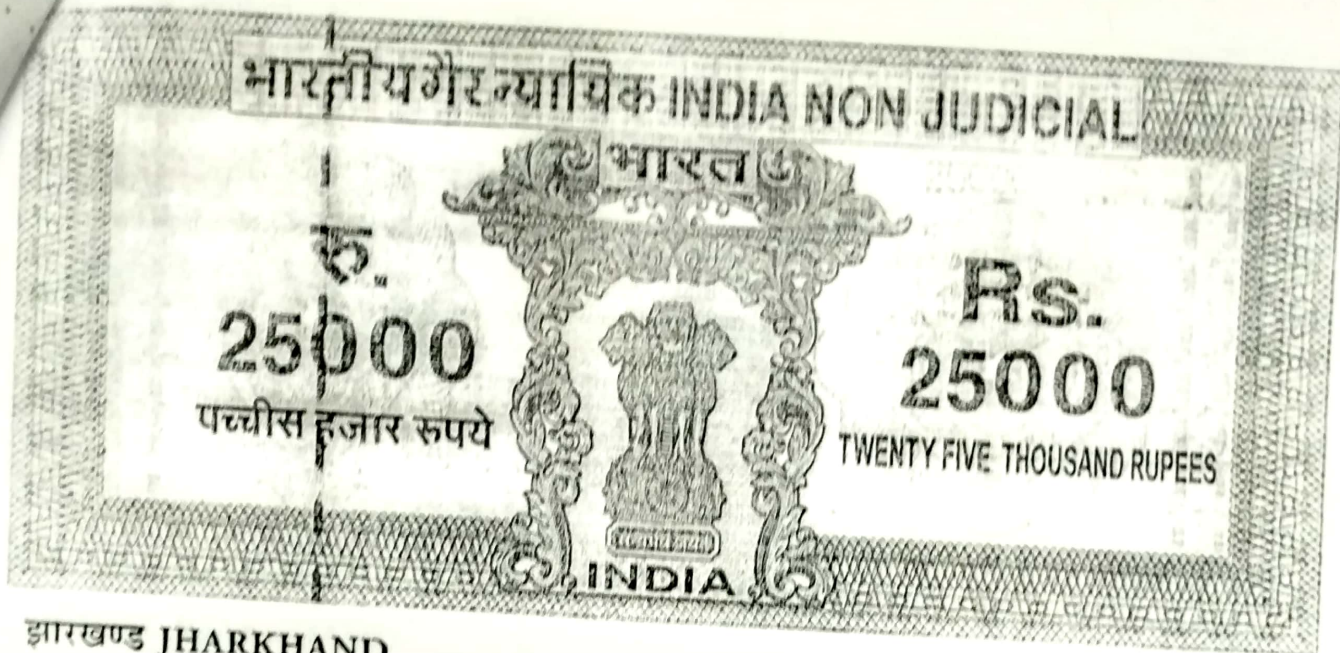 भारतीय गैर न्यायिक INDIA NON JUDICIAL
भारत
रु.
25000
पच्चीस हजार रुपये
Rs.
25000
TWENTY FIVE THOUSAND RUPEES
INDIA
झारखण्ड JHARKHAND